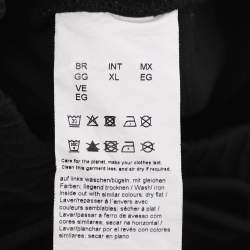 BR INT MX
GG XL EG
VE
EG
Care for the planet, make your clothes last.
Clean this garment less, and air dry if required.
auf links waschen/bügeln, mit gleichen
Farben; liegend trocknen / Wash/ iron
Inside out with similar colours; dry flat /
Laver/repasser à l'envers avec
couleurs semblables; sécher à plat /
Lavar/passar a ferro do avesso com
cores similares; secar na horizontal /
Lavar/planchar del revés con
colores similares; secar